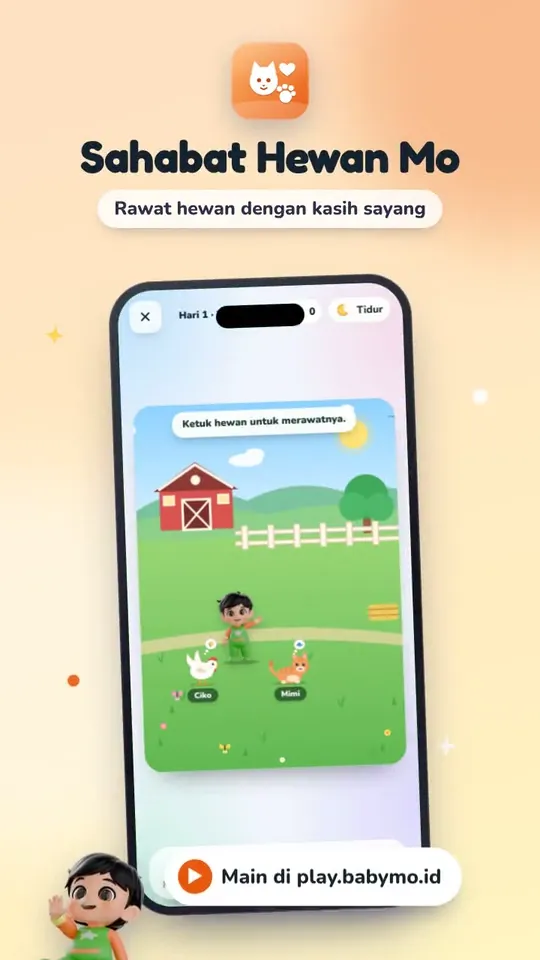 Sahabat Hewan Mo
Rawat hewan dengan kasih sayang
Hari 1 ·
0
Tidur
Ketuk hewan untuk merawatnya.
Ciko
Mimi
Main di play.babymo.id